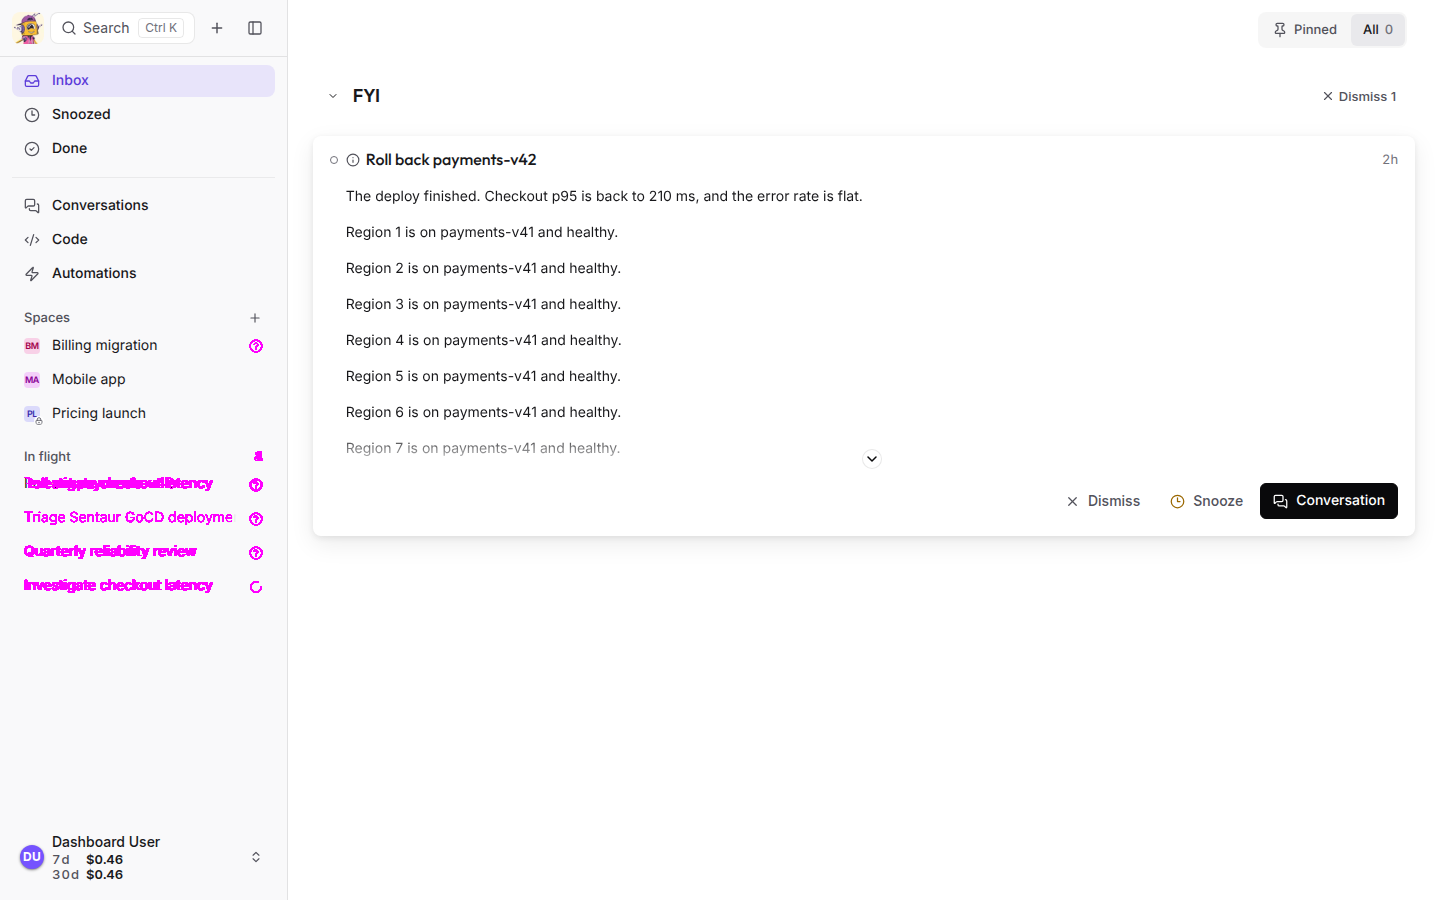 Search Ctrl K
Pinned
All 0
Inbox
Snoozed
Done
Conversations
Code
Automations
Spaces
BM Billing migration
MA Mobile app
PL Pricing launch
In flight
Triage Sentaur GoCD deployme
Quarterly reliability review
Investigate checkout latency
DU
Dashboard User
7d $0.46
30d $0.46
FYI
Dismiss 1
Roll back payments-v42
2h
The deploy finished. Checkout p95 is back to 210 ms, and the error rate is flat.
Region 1 is on payments-v41 and healthy.
Region 2 is on payments-v41 and healthy.
Region 3 is on payments-v41 and healthy.
Region 4 is on payments-v41 and healthy.
Region 5 is on payments-v41 and healthy.
Region 6 is on payments-v41 and healthy.
Region 7 is on payments-v41 and healthy.
Dismiss
Snooze
Conversation